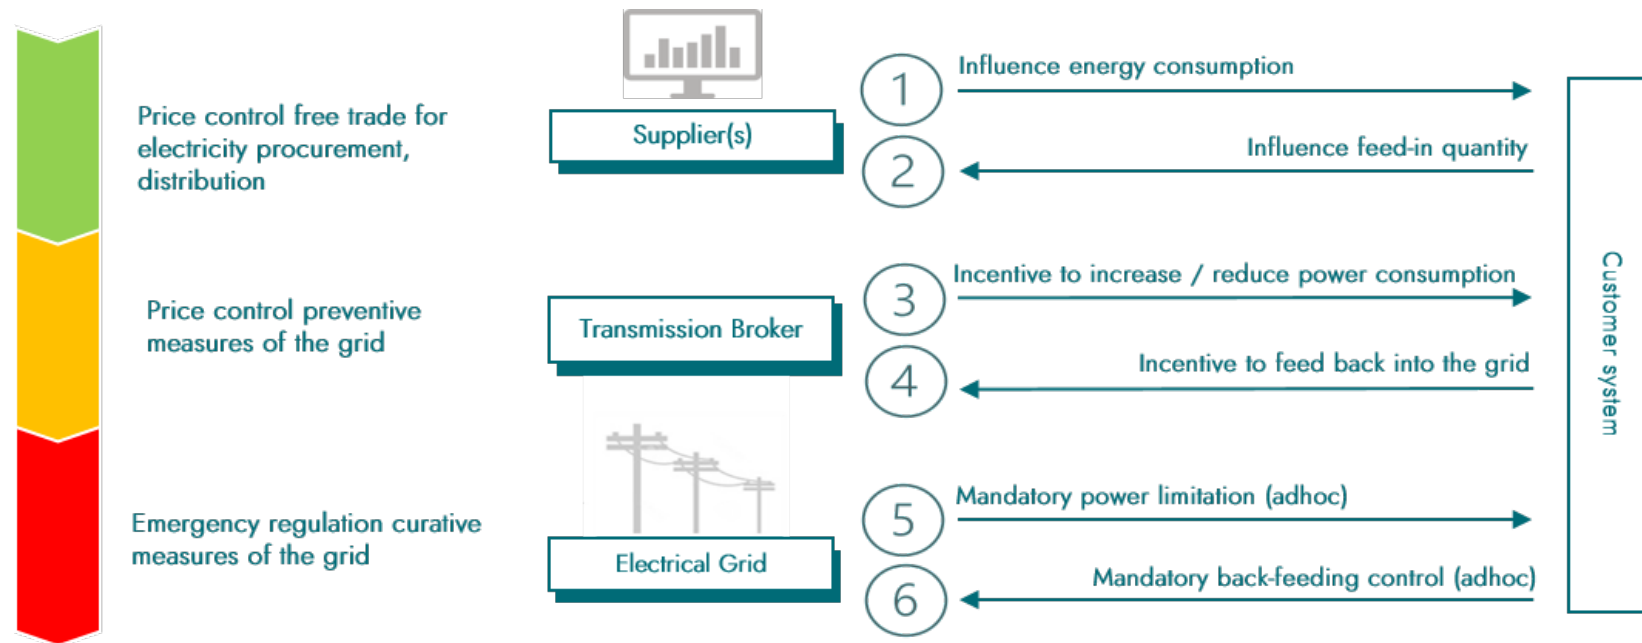 Price control free trade for
electricity procurement,
distribution
Supplier(s)
1
Influence energy consumption
2
Influence feed-in quantity
Price control preventive
measures of the grid
Transmission Broker
3
Incentive to increase / reduce power consumption
4
Incentive to feed back into the grid
Emergency regulation curative
measures of the grid
Electrical Grid
5
Mandatory power limitation (adhoc)
6
Mandatory back-feeding control (adhoc)
Customer system